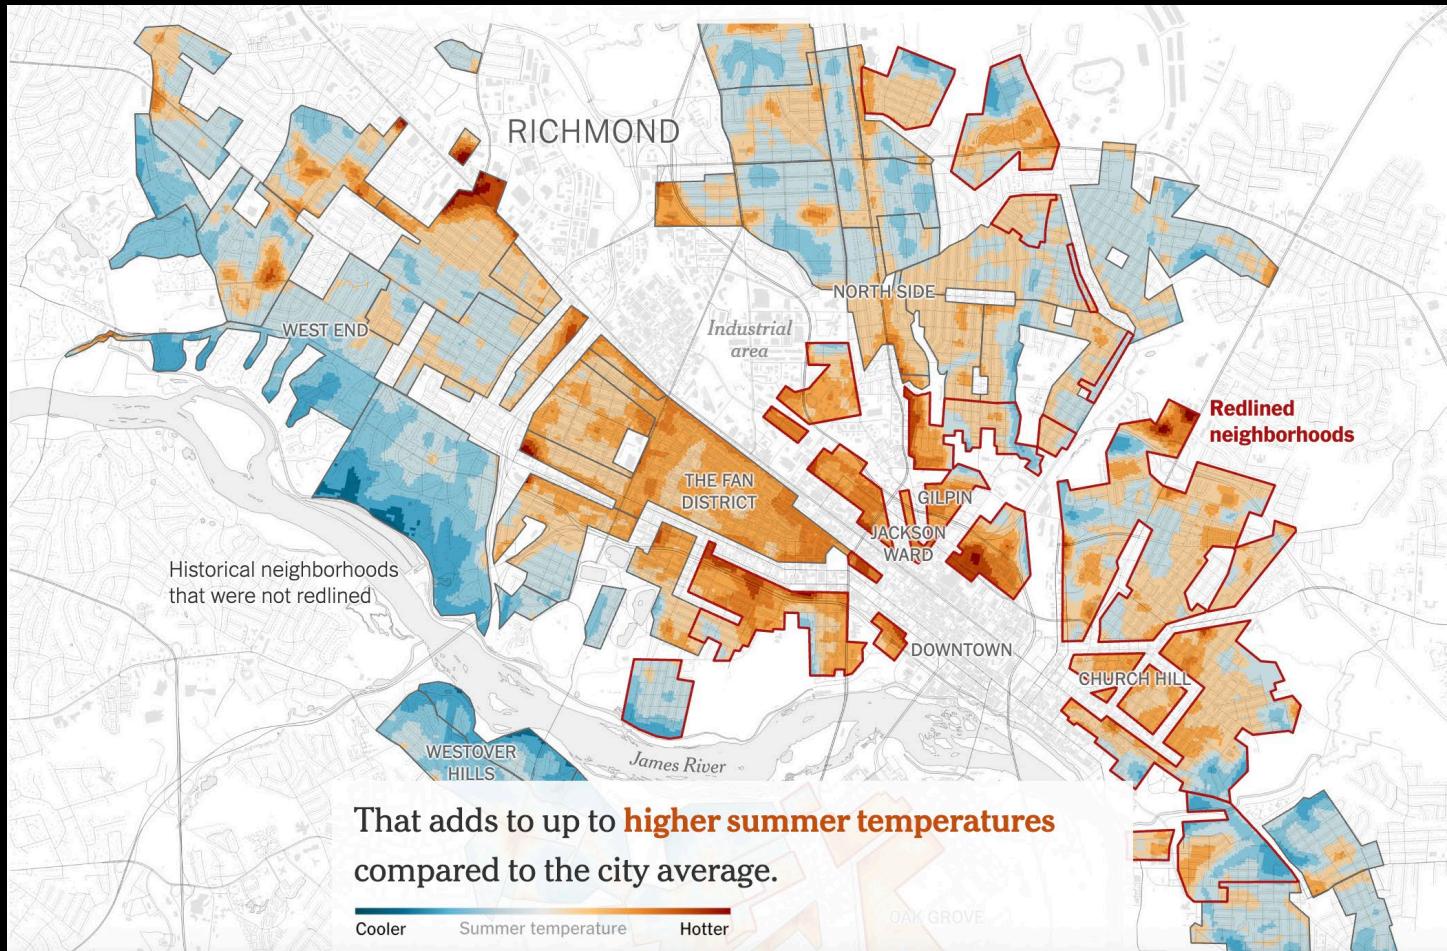 RICHMOND
NORTH SIDE
Industrial
area
WEST END
Redlined
neighborhoods
THE FAN
DISTRICT
GILPIN
JACKSON
WARD
Historical neighborhoods
that were not redlined
DOWNTOWN
CHURCH HILL
WESTOVER
HILLS
James River
That adds to up to higher summer temperatures
compared to the city average.
OAK GROVE
Cooler Summer temperature Hotter